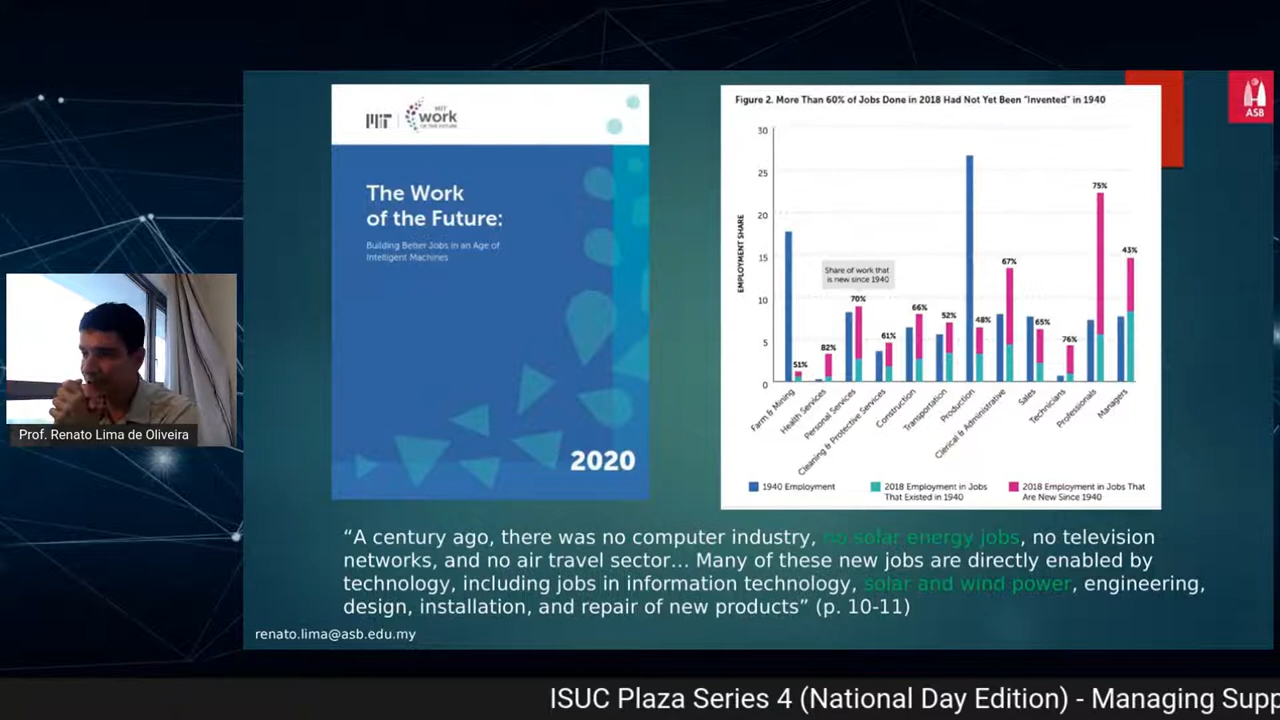 MIT
MIT
work
OF THE FUTURE
The Work
of the Future:
Building Better Jobs in an Age of
Intelligent Machines
2020
Figure 2. More Than 60% of Jobs Done in 2018 Had Not Yet Been "Invented" in 1940
EMPLOYMENT SHARE
30
25
20
15
10
5
0
Share of work that
is new since 1940
51%
82%
70%
61%
66%
52%
48%
67%
65%
76%
75%
43%
Farm & Mining
Health Services
Personal Services
Cleaning & Protective Services
Construction
Transportation
Production
Clerical & Administrative
Sales
Technicians
Professionals
Managers
1940 Employment
2018 Employment in Jobs
That Existed in 1940
2018 Employment in Jobs That
Are New Since 1940
ASB
Prof. Renato Lima de Oliveira
“A century ago, there was no computer industry, no solar energy jobs, no television
networks, and no air travel sector... Many of these new jobs are directly enabled by
technology, including jobs in information technology, solar and wind power, engineering,
design, installation, and repair of new products” (p. 10-11)
renato.lima@asb.edu.my
ISUC Plaza Series 4 (National Day Edition) - Managing Supp